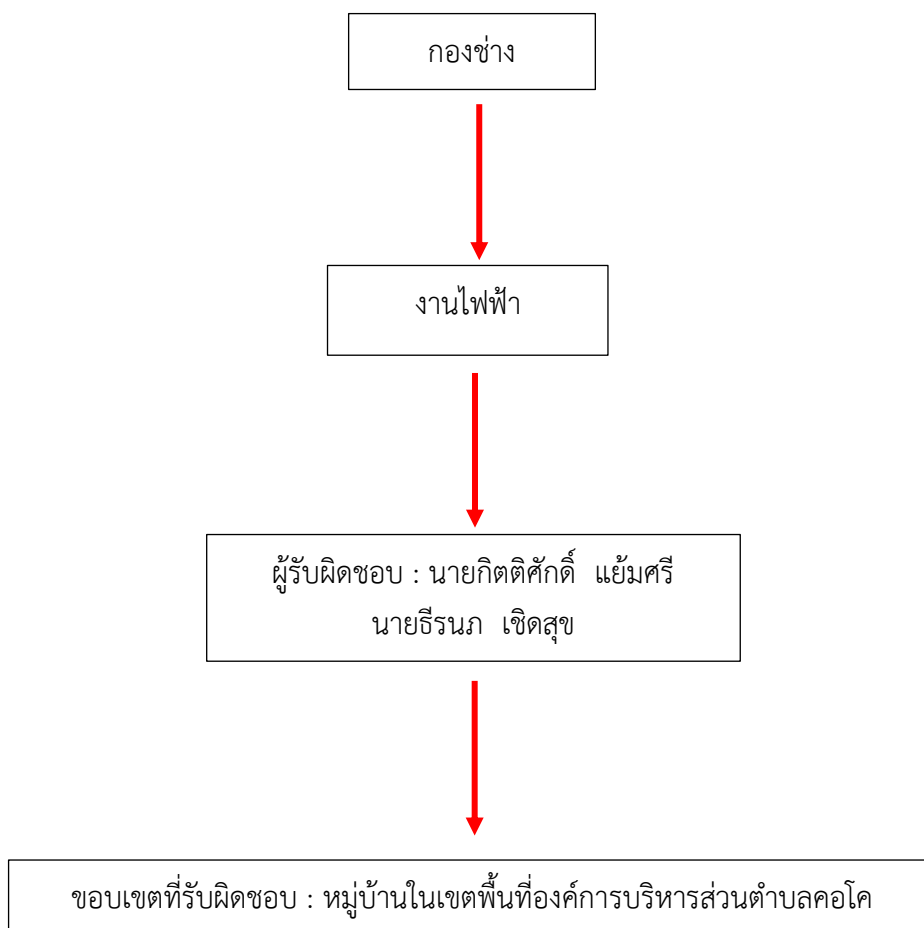 กองช่าง
งานไฟฟ้า
ผู้รับผิดชอบ : นายกิตติศักดิ์ แย้มศรี
นายธีรนภ เชิดสุข
ขอบเขตที่รับผิดชอบ : หมู่บ้านในเขตพื้นที่องค์การบริหารส่วนตำบลคอโค